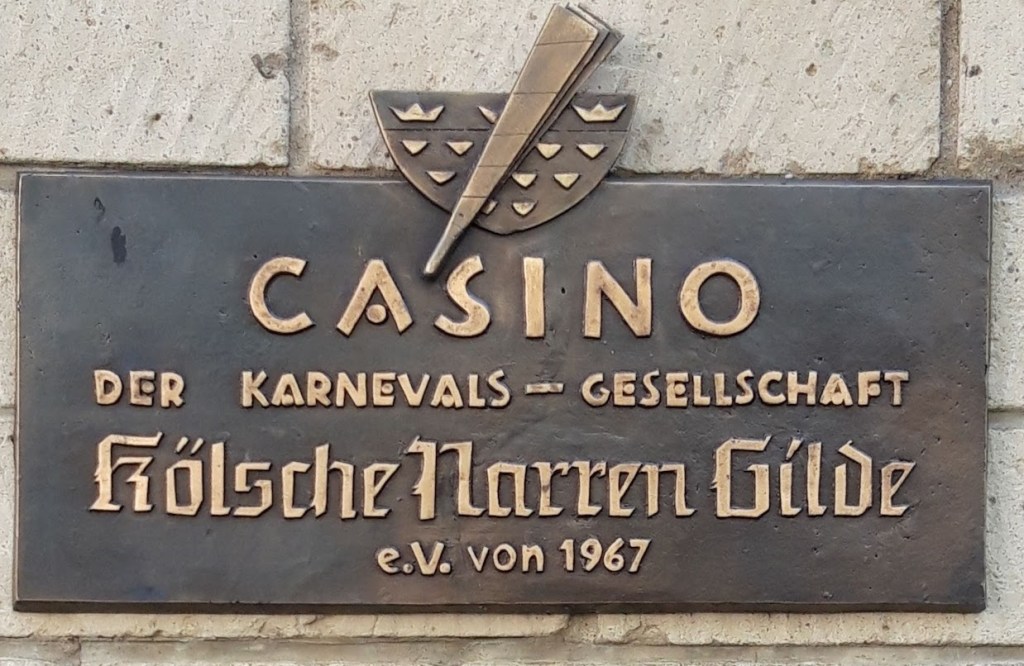 CASINO
DER KARNEVALS-GESELLSCHAFT
Kölsche Narren Gilde
e.V. von 1967